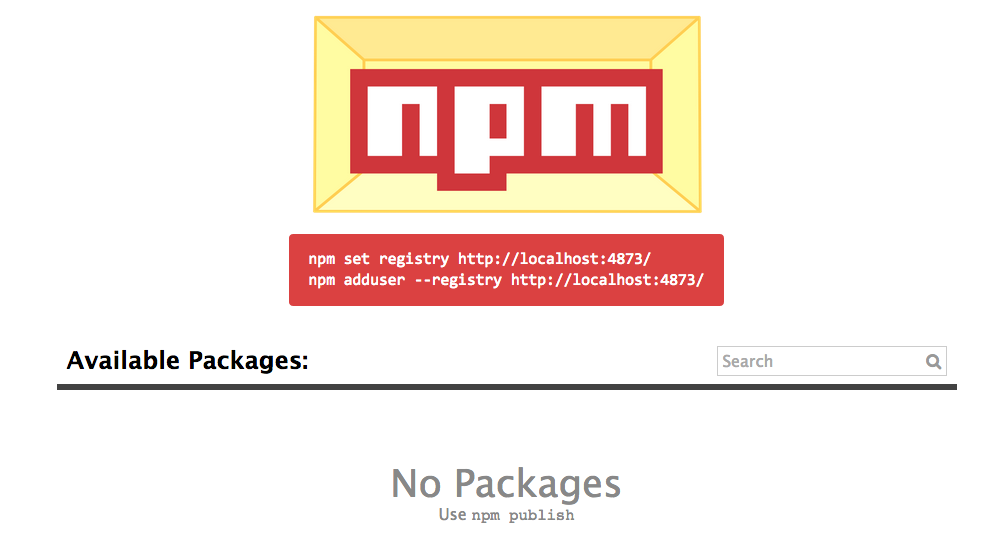 npm
npm set registry http://localhost:4873/
npm adduser --registry http://localhost:4873/
Available Packages:
Search
No Packages
Use npm publish